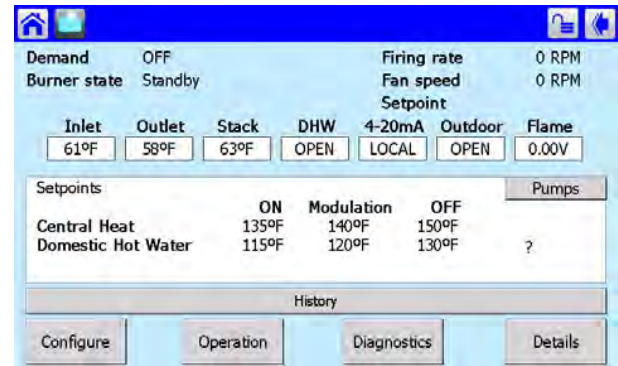 Demand OFF Firing rate 0 RPM
Burner state Standby Fan speed 0 RPM
Setpoint
Inlet Outlet Stack DHW 4-20mA Outdoor Flame
61ºF 58ºF 63ºF OPEN LOCAL OPEN 0.00V
Setpoints Pumps
ON Modulation OFF
Central Heat 135ºF 140ºF 150ºF
Domestic Hot Water 115ºF 120ºF 130ºF ?
History
Configure Operation Diagnostics Details